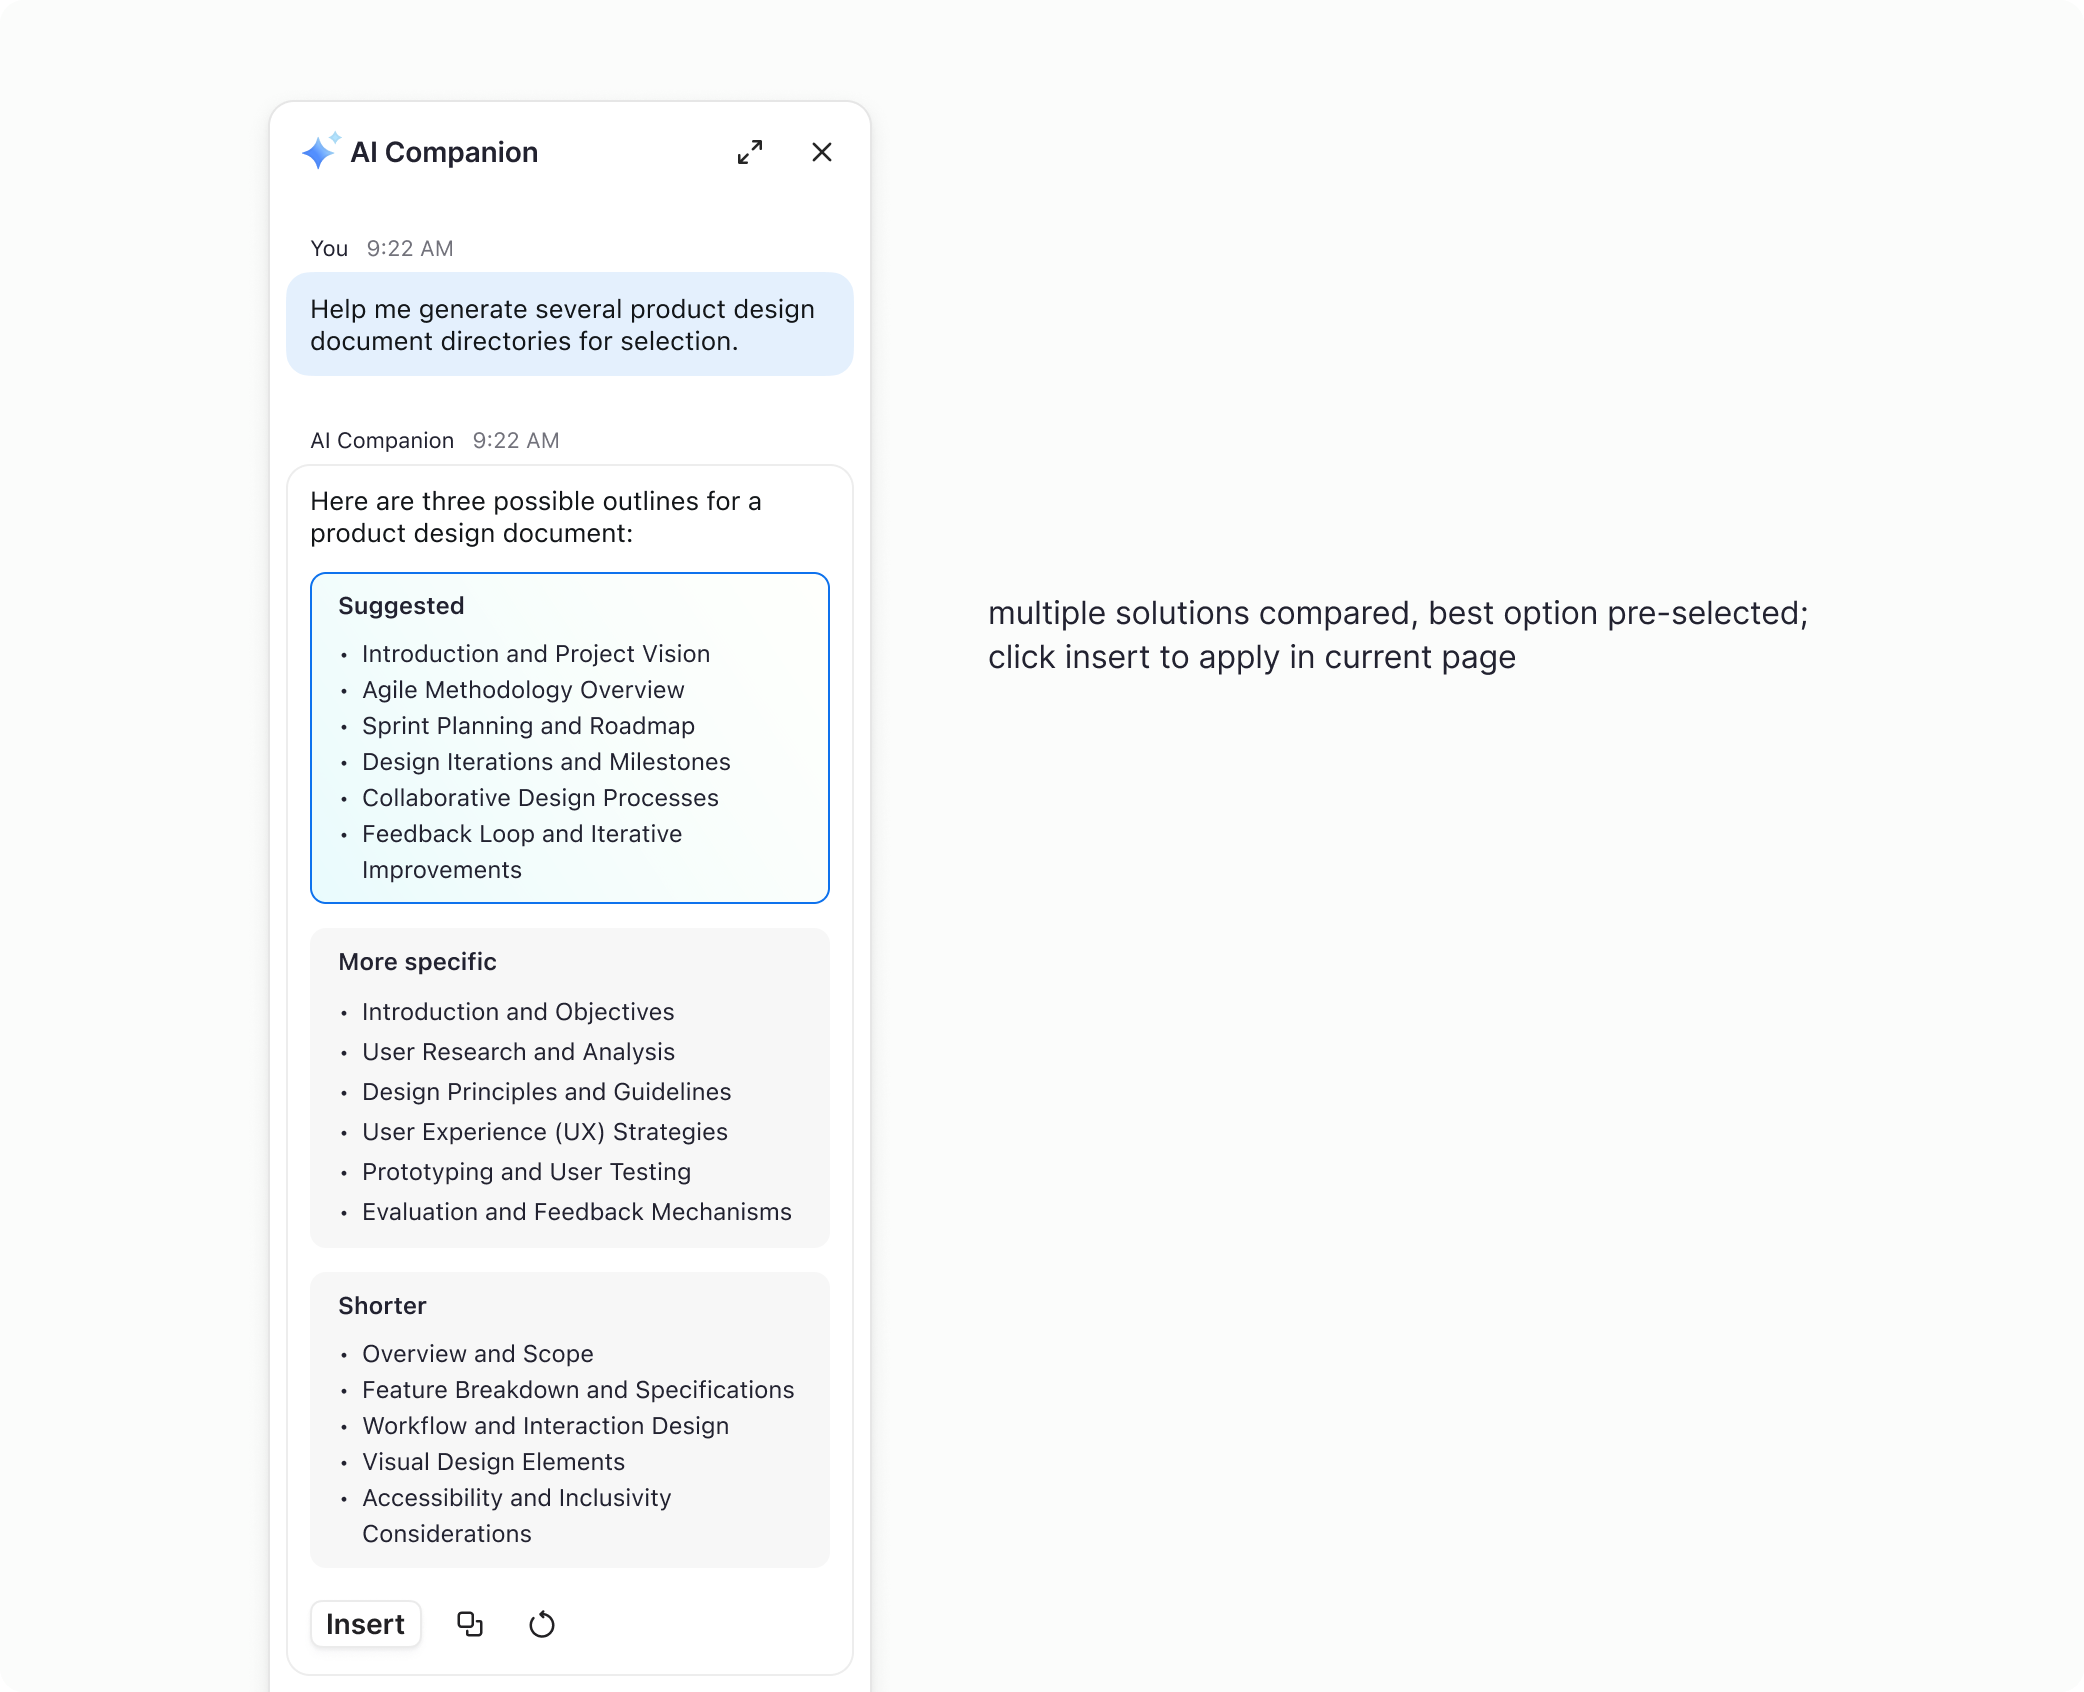 AI Companion
You 9:22 AM
Help me generate several product design
document directories for selection.
AI Companion 9:22 AM
Here are three possible outlines for a
product design document:
Suggested
• Introduction and Project Vision
• Agile Methodology Overview
• Sprint Planning and Roadmap
• Design Iterations and Milestones
• Collaborative Design Processes
• Feedback Loop and Iterative
Improvements
More specific
• Introduction and Objectives
• User Research and Analysis
• Design Principles and Guidelines
• User Experience (UX) Strategies
• Prototyping and User Testing
• Evaluation and Feedback Mechanisms
Shorter
• Overview and Scope
• Feature Breakdown and Specifications
• Workflow and Interaction Design
• Visual Design Elements
• Accessibility and Inclusivity
Considerations
Insert
multiple solutions compared, best option pre-selected;
click insert to apply in current page